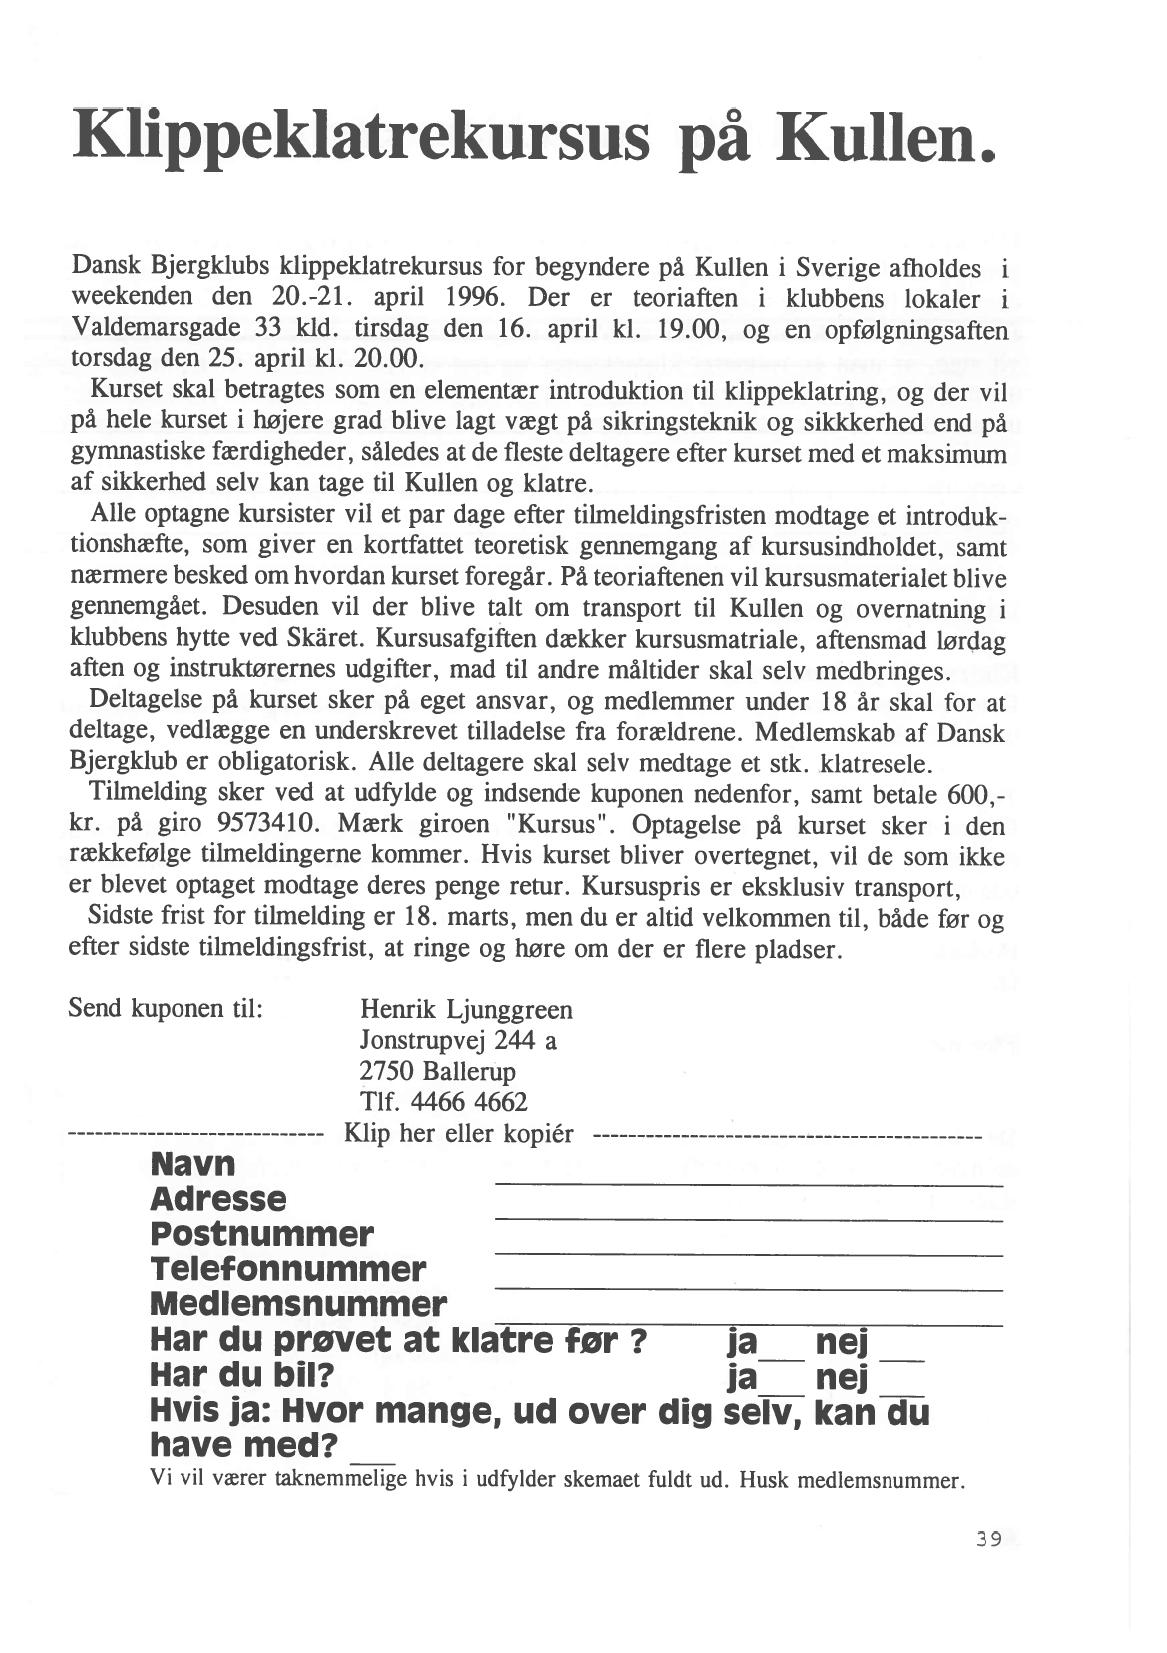 Klippeklatrekursus på Kullen.
Dansk Bjergklubs klippeklatrekursus for begyndere på Kullen i Sverige afholdes i
weekenden den 20.-21. april 1996. Der er teoriaften i klubbens lokaler i
Valdemarsgade 33 kld. tirsdag den 16. april kl. 19.00, og en opfølgningsaften
torsdag den 25. april kl. 20.00.
Kurset skal betragtes som en elementær introduktion til klippeklatring, og der vil
på hele kurset i højere grad blive lagt vægt på sikringsteknik og sikkkerhed end på
gymnastiske færdigheder, således at de fleste deltagere efter kurset med et maksimum
af sikkerhed selv kan tage til Kullen og klatre.
Alle optagne kursister vil et par dage efter tilmeldingsfristen modtage et introduk-
tionshæfte, som giver en kortfattet teoretisk gennemgang af kursusindholdet, samt
nærmere besked om hvordan kurset foregår. På teoriaftenen vil kursusmaterialet blive
gennemgået. Desuden vil der blive talt om transport til Kullen og overnatning i
klubbens hytte ved Skäret. Kursusafgiften dækker kursusmatriale, aftensmad lørdag
aften og instruktørernes udgifter, mad til andre måltider skal selv medbringes.
Deltagelse på kurset sker på eget ansvar, og medlemmer under 18 år skal for at
deltage, vedlægge en underskrevet tilladelse fra forældrene. Medlemskab af Dansk
Bjergklub er obligatorisk. Alle deltagere skal selv medtage et stk. klatresele.
Tilmelding sker ved at udfylde og indsende kuponen nedenfor, samt betale 600,-
kr. på giro 9573410. Mærk giroen "Kursus". Optagelse på kurset sker i den
rækkefølge tilmeldingerne kommer. Hvis kurset bliver overtegnet, vil de som ikke
er blevet optaget modtage deres penge retur. Kursuspris er eksklusiv transport,
Sidste frist for tilmelding er 18. marts, men du er altid velkommen til, både før og
efter sidste tilmeldingsfrist, at ringe og høre om der er flere pladser.
Send kuponen til: Henrik Ljunggreen
Jonstrupvej 244 a
2750 Ballerup
Tlf. 4466 4662
----------------------------- Klip her eller kopiér --------------------------------------------
Navn
Adresse
Postnummer
Telefonnummer
Medlemsnummer
Har du prøvet at klatre før ? ja___ nej ___
Har du bil? ja___ nej ___
Hvis ja: Hvor mange, ud over dig selv, kan du
have med? ___
Vi vil værer taknemmelige hvis i udfylder skemaet fuldt ud. Husk medlemsnummer.
39